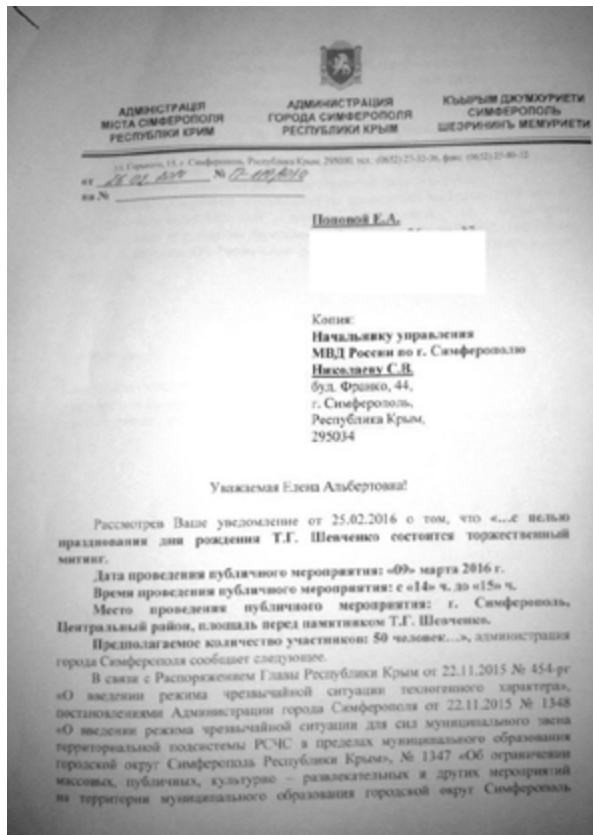 АДМІНІСТРАЦІЯ
МІСТА СІМФЕРОПОЛЯ
РЕСПУБЛІКИ КРИМ
АДМИНИСТРАЦИЯ
ГОРОДА СИМФЕРОПОЛЯ
РЕСПУБЛИКИ КРЫМ
КЪЫРЫМ ДЖУМХУРИЕТИ
СИМФЕРОПОЛЬ
ШЕЭРИНИНЪ МЕМУРИЕТИ
ул. Горького, 15, г. Симферополь, Республика Крым, 295000, тел.: (0652) 27-32-36, факс: (0652) 25-80-32
от 26.02. №
на №
Поповой Е.А.
Копия:
Начальнику управления
МВД России по г. Симферополю
Николаеву С.В.
бул. Франко, 44,
г. Симферополь,
Республика Крым,
295034
Уважаемая Елена Альбертовна!
Рассмотрев Ваше уведомление от 25.02.2016 о том, что «...с целью
празднования дня рождения Т.Г. Шевченко состоится торжественный
митинг.
Дата проведения публичного мероприятия: «09» марта 2016 г.
Время проведения публичного мероприятия: с «14» ч. до «15» ч.
Место проведения публичного мероприятия: г. Симферополь,
Центральный район, площадь перед памятником Т.Г. Шевченко.
Предполагаемое количество участников: 50 человек...», администрация
города Симферополя сообщает следующее.
В связи с Распоряжением Главы Республики Крым от 22.11.2015 № 454-рг
«О введении режима чрезвычайной ситуации техногенного характера»,
постановлениями Администрации города Симферополя от 22.11.2015 № 1348
«О введении режима чрезвычайной ситуации для сил муниципального звена
территориальной подсистемы РСЧС в пределах муниципального образования
городской округ Симферополь Республики Крым», № 1347 «Об ограничении
массовых, публичных, культурно – развлекательных и других мероприятий
на территории муниципального образования городской округ Симферополь